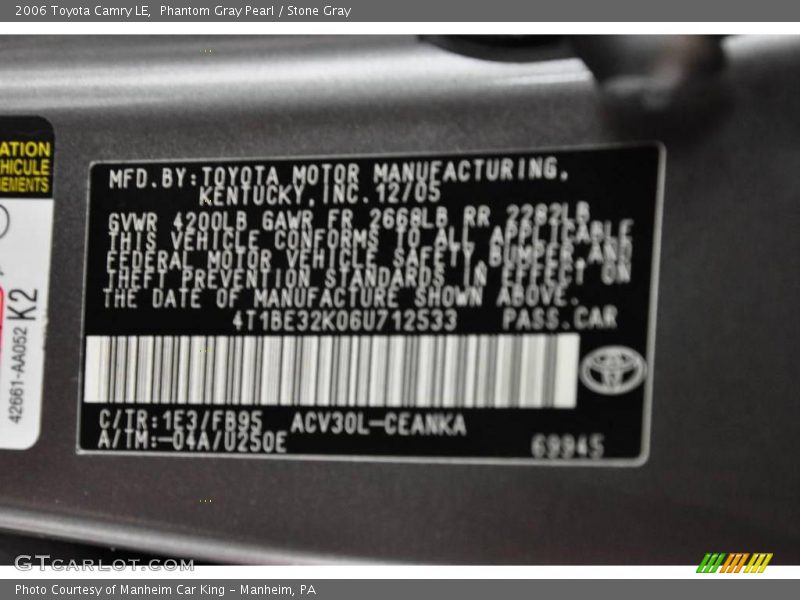 2006 Toyota Camry LE, Phantom Gray Pearl / Stone Gray
ATION
HICULE
NEMENTS
K2
42661-AA052
MFD.BY:TOYOTA MOTOR MANUFACTURING,
KENTUCKY,INC.12/05
GVWR 4200LB GAWR FR 2668LB RR 2282LB
THIS VEHICLE CONFORMS TO ALL APPLICABLE
FEDERAL MOTOR VEHICLE SAFETY,BUMPER,AND
THEFT PREVENTION STANDARDS IN EFFECT ON
THE DATE OF MANUFACTURE SHOWN ABOVE.
4T1BE32K06U712533 PASS.CAR
C/TR:1E3/FB95 ACV30L-CEANKA
A/TM:-04A/U250E
69945
GTCARLOT.COM
Photo Courtesy of Manheim Car King - Manheim, PA